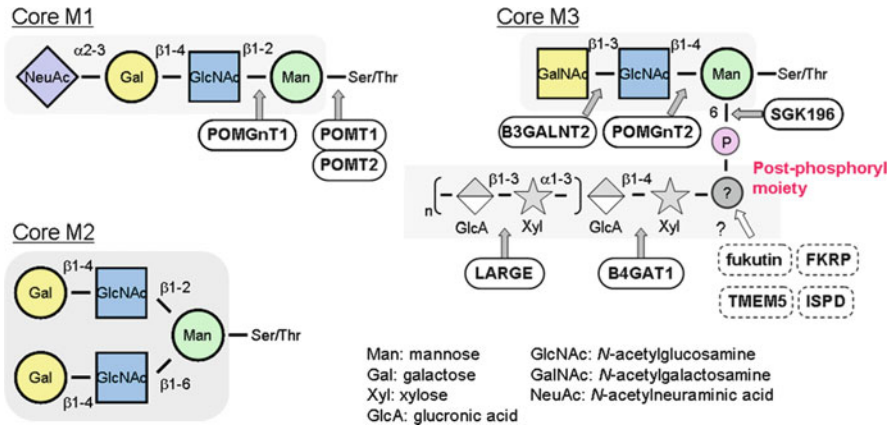 Core M1
α2-3
β1-4
β1-2
NeuAc
Gal
GlcNAc
Man
Ser/Thr
POMGnT1
POMT1
POMT2
Core M2
β1-4
β1-2
Gal
GlcNAc
Man
Ser/Thr
Gal
GlcNAc
β1-4
β1-6
Core M3
β1-3
β1-4
GalNAc
GlcNAc
Man
Ser/Thr
B3GALNT2
POMGnT2
6
SGK196
P
Post-phosphoryl
moiety
β1-3
α1-3
β1-4
?
n
GlcA
Xyl
GlcA
Xyl
?
LARGE
B4GAT1
fukutin
FKRP
TMEM5
ISPD
Man: mannose
Gal: galactose
Xyl: xylose
GlcA: glucronic acid
GlcNAc: N-acetylglucosamine
GalNAc: N-acetylgalactosamine
NeuAc: N-acetylneuraminic acid